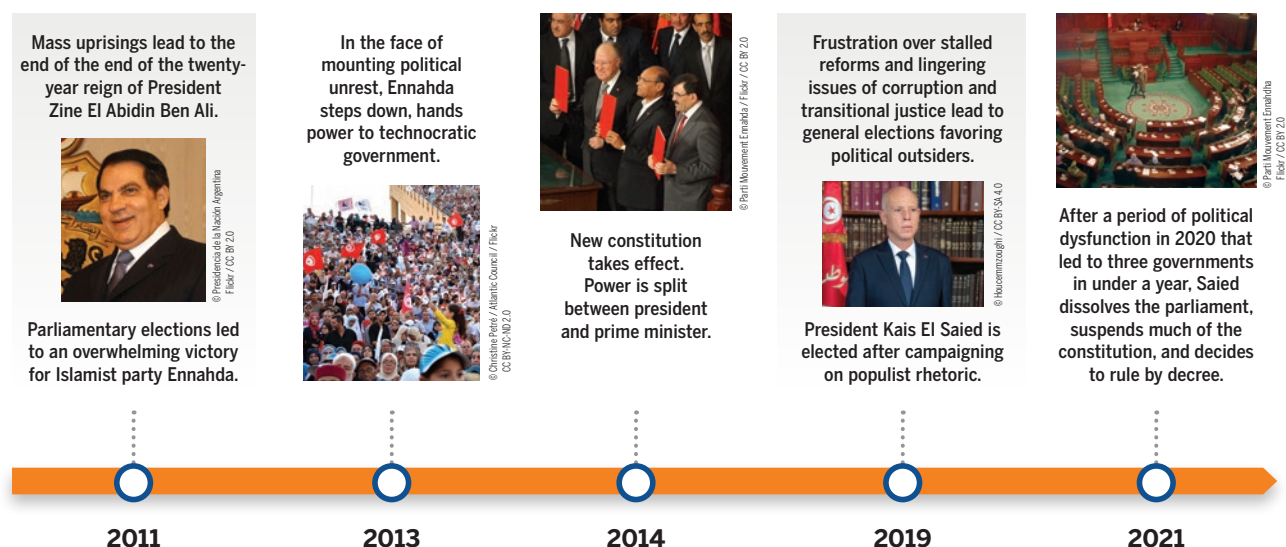 Mass uprisings lead to the
end of the end of the twenty-
year reign of President
Zine El Abidin Ben Ali.
© Presidencia de la Nación Argentina
Flickr / CC BY 2.0
Parliamentary elections led
to an overwhelming victory
for Islamist party Ennahda.
2011
In the face of
mounting political
unrest, Ennahda
steps down, hands
power to technocratic
government.
© Christine Petré / Atlantic Council / Flickr
CC BY-NC-ND 2.0
2013
© Parti Mouvement Ennahda / Flickr / CC BY 2.0
New constitution
takes effect.
Power is split
between president
and prime minister.
2014
Frustration over stalled
reforms and lingering
issues of corruption and
transitional justice lead to
general elections favoring
political outsiders.
© Houcemmzoughi / CC BY-SA 4.0
President Kais El Saied is
elected after campaigning
on populist rhetoric.
2019
© Parti Mouvement Ennahdha
Flickr / CC BY 2.0
After a period of political
dysfunction in 2020 that
led to three governments
in under a year, Saied
dissolves the parliament,
suspends much of the
constitution, and decides
to rule by decree.
2021